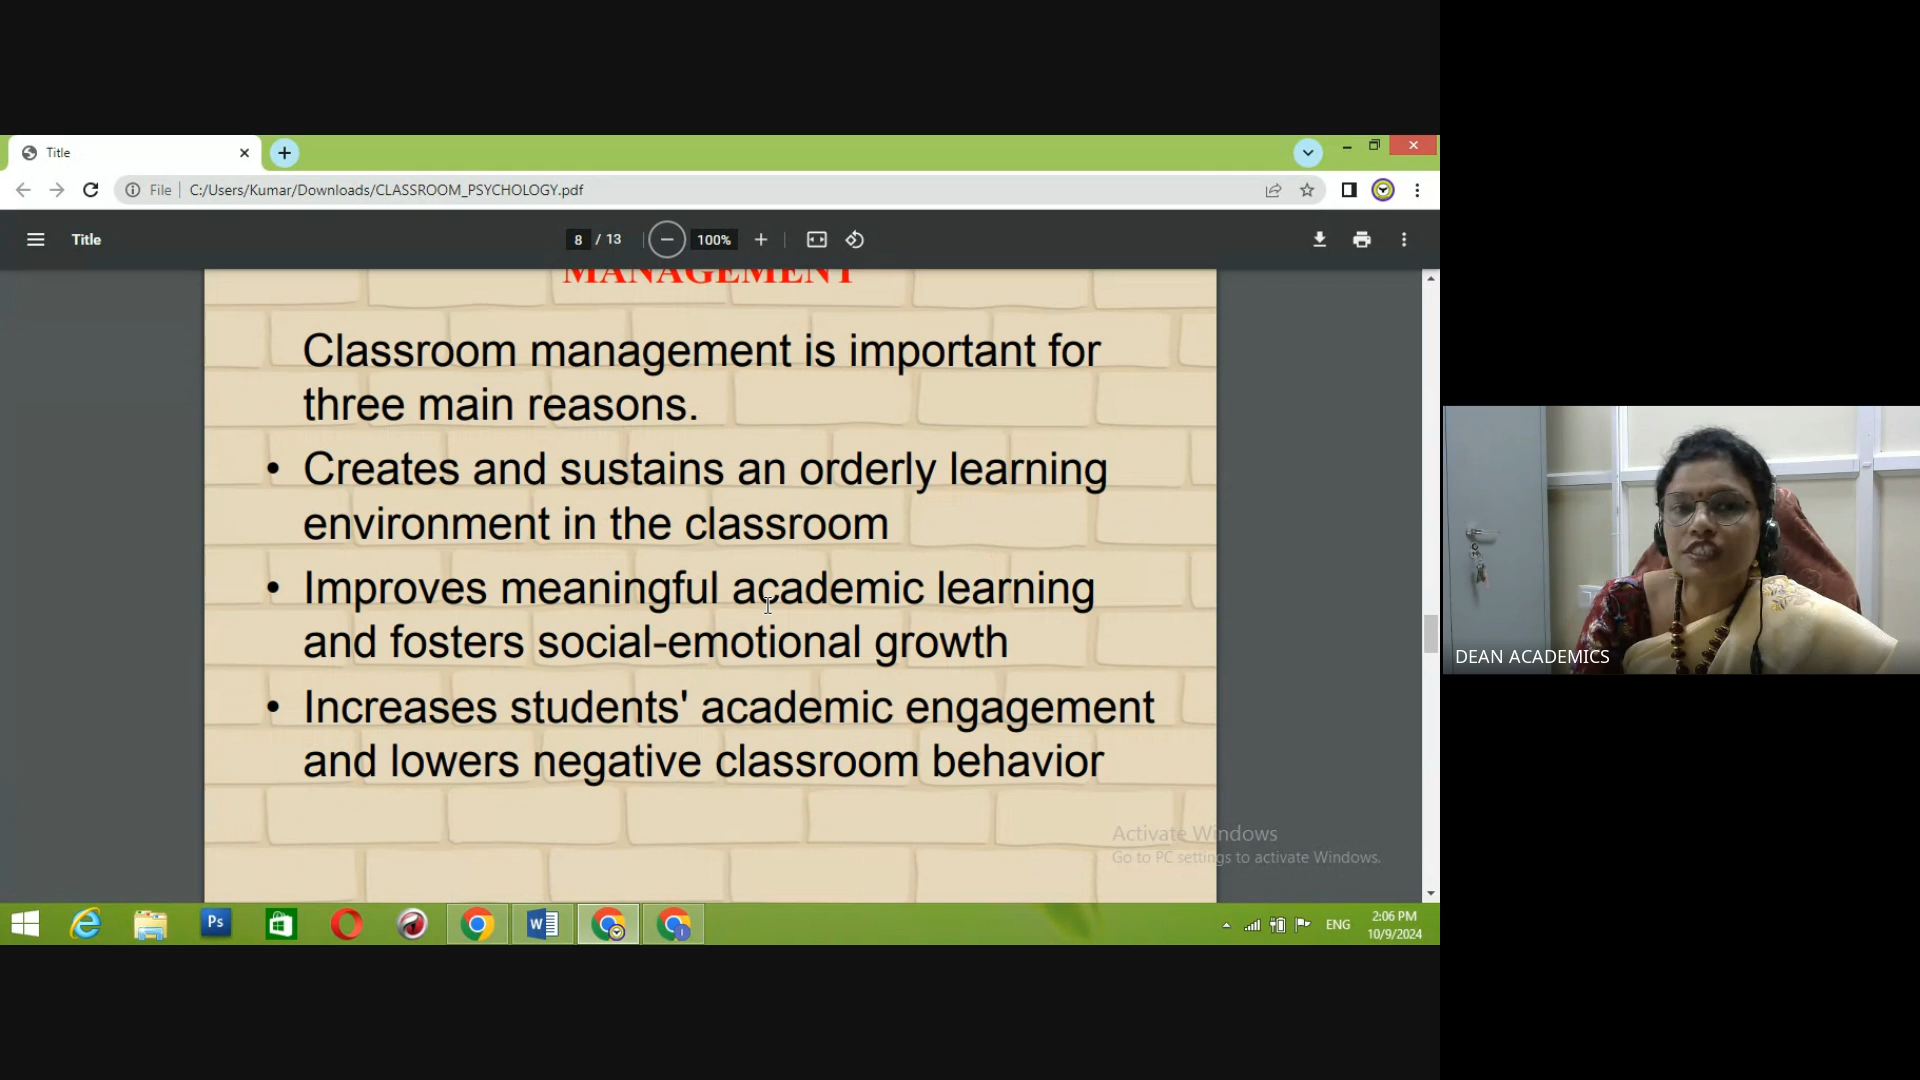 Title
File
C:/Users/Kumar/Downloads/CLASSROOM_PSYCHOLOGY.pdf
Title
8 / 13
100%
MANAGEMENT
Classroom management is important for
three main reasons.
• Creates and sustains an orderly learning
environment in the classroom
• Improves meaningful academic learning
and fosters social-emotional growth
• Increases students' academic engagement
and lowers negative classroom behavior
Activate Windows
Go to PC settings to activate Windows.
DEAN ACADEMICS
Ps
W
ENG
2:06 PM
10/9/2024